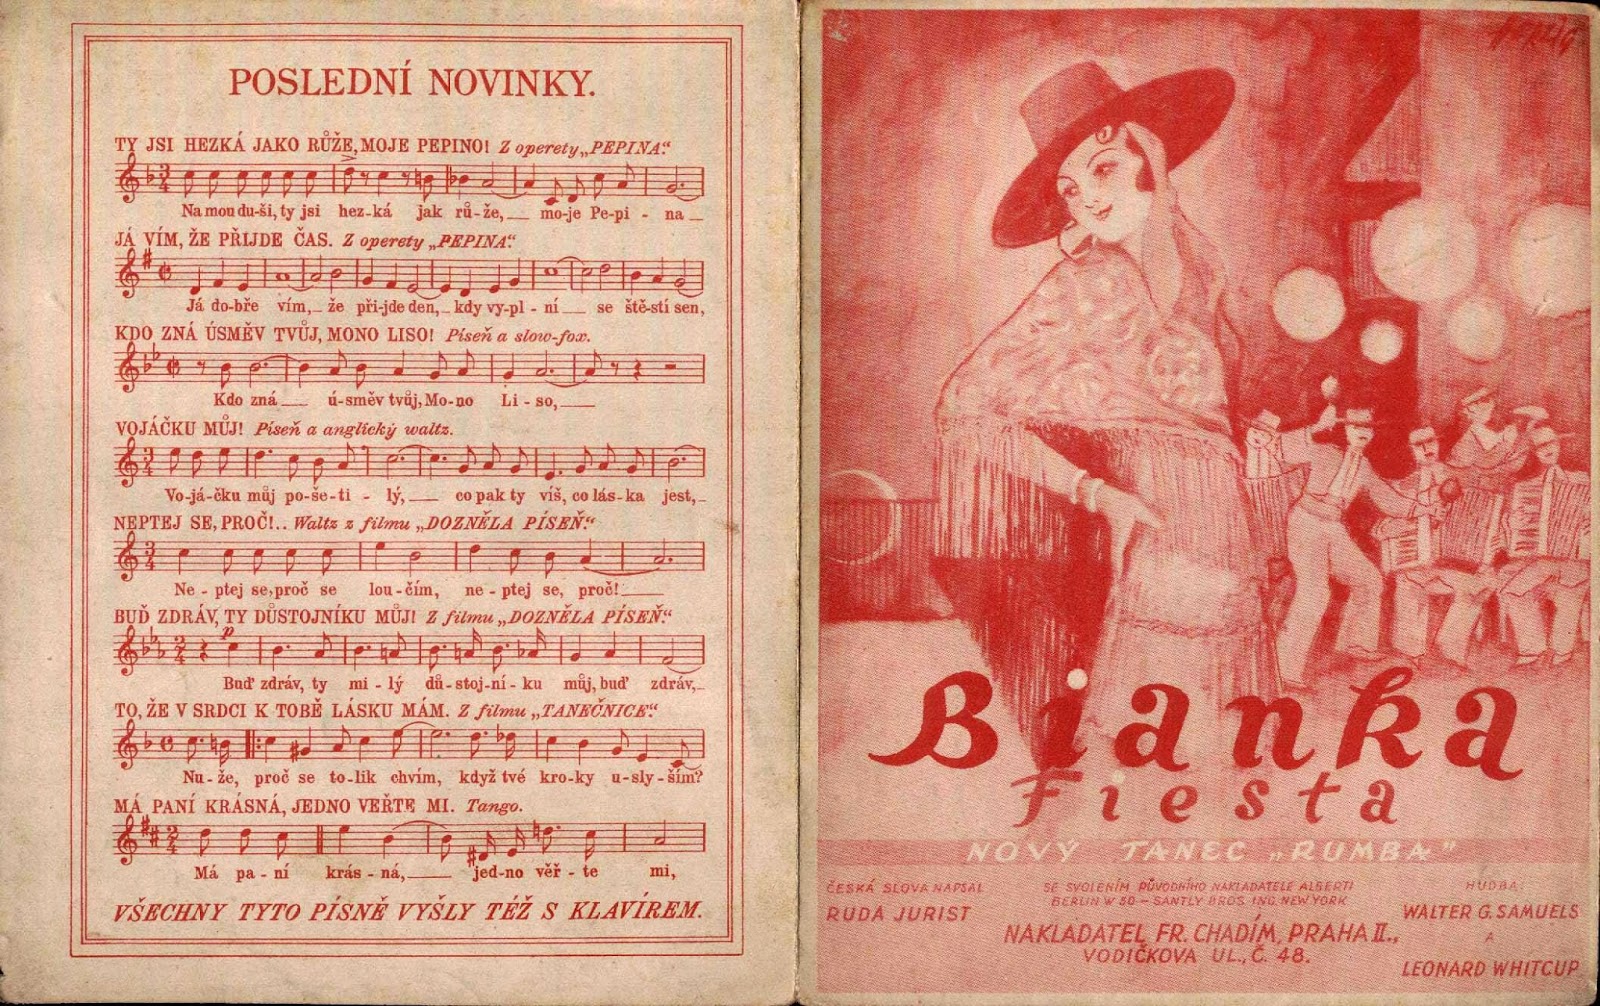 POSLEDNÍ NOVINKY.
TY JSI HEZKÁ JAKO RŮŽE, MOJE PEPINO! Z operety „PEPINA“.
Na mou du-ši, ty jsi hez-ká jak rů-že, mo-je Pe-pi - na
JÁ VÍM, ŽE PŘIJDE ČAS. Z operety „PEPINA“.
Já do-bře vím, že při-jde den, kdy vy-pl - ní se ště-stí sen,
KDO ZNÁ ÚSMĚV TVŮJ, MONO LISO! Píseň a slow-fox.
Kdo zná ú-směv tvůj, Mo-no Li - so,
VOJÁČKU MŮJ! Píseň a anglický waltz.
Vo-já-čku můj po-še-ti - lý, co pak ty víš, co lás-ka jest,
NEPTEJ SE, PROČ!.. Waltz z filmu „DOZNĚLA PÍSEŇ“.
Ne - ptej se, proč se lou-čím, ne - ptej se, proč!
BUĎ ZDRÁV, TY DŮSTOJNÍKU MŮJ! Z filmu „DOZNĚLA PÍSEŇ“.
p
Buď zdráv, ty mi - lý dů-stoj-ní - ku můj, buď zdráv,
TO, ŽE V SRDCI K TOBĚ LÁSKU MÁM. Z filmu „TANEČNICE“.
Nu-že, proč se to-lik chvím, když tvé kro-ky u-sly-ším?
MÁ PANÍ KRÁSNÁ, JEDNO VEŘTE MI. Tango.
Má pa - ní krás - ná, jed-no věř - te mi,
VŠECHNY TYTO PÍSNĚ VYŠLY TÉŽ S KLAVÍREM.
Bianka
Fiesta
NOVÝ TANEC „RUMBA"
ČESKÁ SLOVA NAPSAL
RUDA JURIST
SE SVOLENÍM PŮVODNÍHO NAKLADATELE ALBERTI
BERLIN W 50 – SANTLY BROS. ING. NEW YORK
NAKLADATEL FR. CHADÍM, PRAHA II.,
VODIČKOVA UL., Č. 48.
HUDBA:
WALTER G. SAMUELS
A
LEONARD WHITCUP